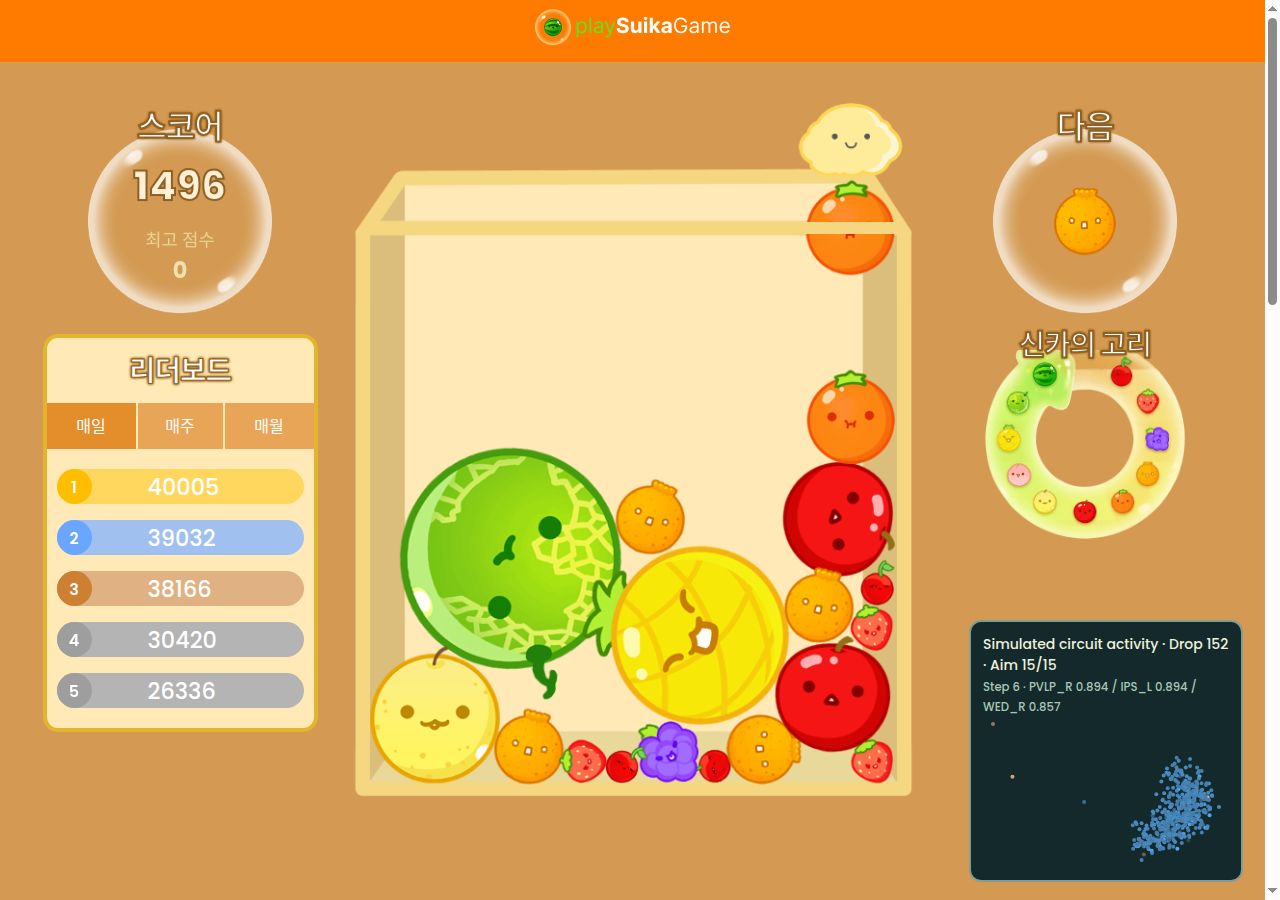 playSuikaGame
스코어
1496
최고 점수
0
다음
리더보드
매일 매주 매월
1 40005
2 39032
3 38166
4 30420
5 26336
신카의 고리
Simulated circuit activity · Drop 152
· Aim 15/15
Step 6 · PVLP_R 0.894 / IPS_L 0.894 /
WED_R 0.857